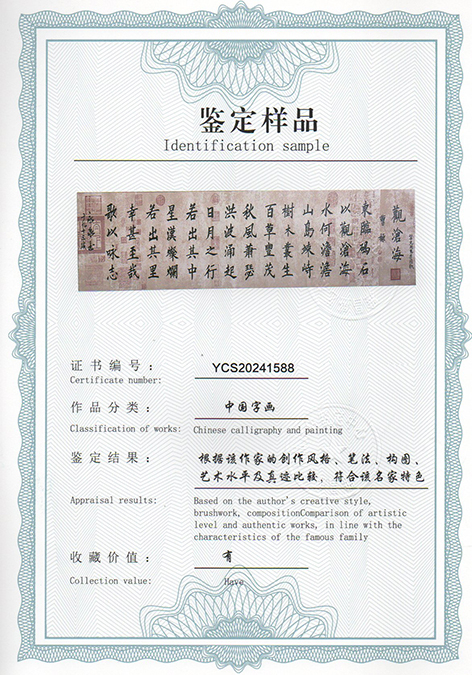 鉴定样品
Identification sample
觀滄海
曹操
東臨碣石
以觀滄海
水何澹澹
山島竦峙
樹木叢生
百草豐茂
秋風蕭瑟
洪波涌起
日月之行
若出其中
星漢燦爛
若出其里
幸甚至哉
歌以咏志
证书编号：
YCS20241588
Certificate number:
作品分类：
中国字画
Classification of works:
Chinese calligraphy and painting
鉴定结果：
根据该作家的创作风格、笔法、构图、
艺术水平及真迹比较，符合该名家特色
Appraisal results:
Based on the author's creative style,
brushwork, compositionComparison of artistic
level and authentic works, in line with the
characteristics of the famous family
收藏价值：
有
Collection value:
Have